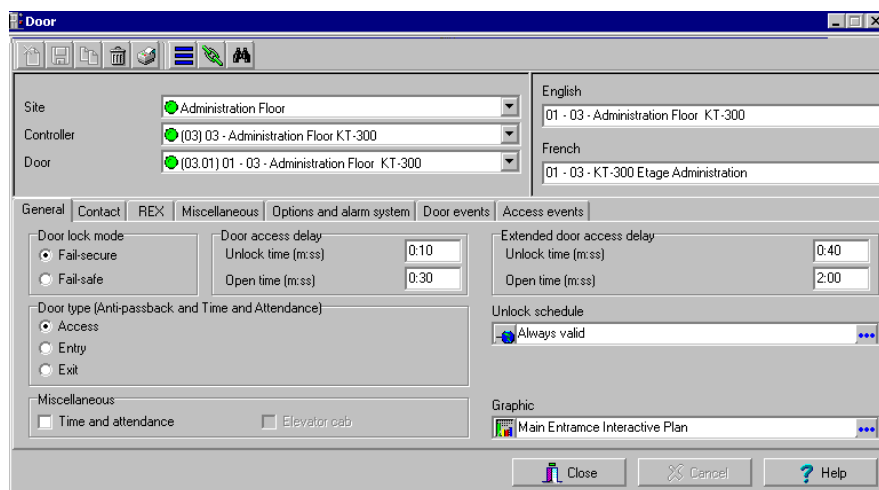 Door
English
Site
Administration Floor
01 - 03 - Administration Floor  KT-300
Controller
(03) 03 - Administration Floor KT-300
French
Door
(03.01) 01 - 03 - Administration Floor  KT-300
01 - 03 - KT-300 Etage Administration
General Contact REX Miscellaneous Options and alarm system Door events Access events
Door lock mode
Fail-secure
Fail-safe
Door access delay
Unlock time (m:ss) 0:10
Open time (m:ss) 0:30
Extended door access delay
Unlock time (m:ss) 0:40
Open time (m:ss) 2:00
Door type (Anti-passback and Time and Attendance)
Access
Entry
Exit
Unlock schedule
Always valid
Miscellaneous
Time and attendance Elevator cab
Graphic
Main Entramce Interactive Plan
Close Cancel ? Help